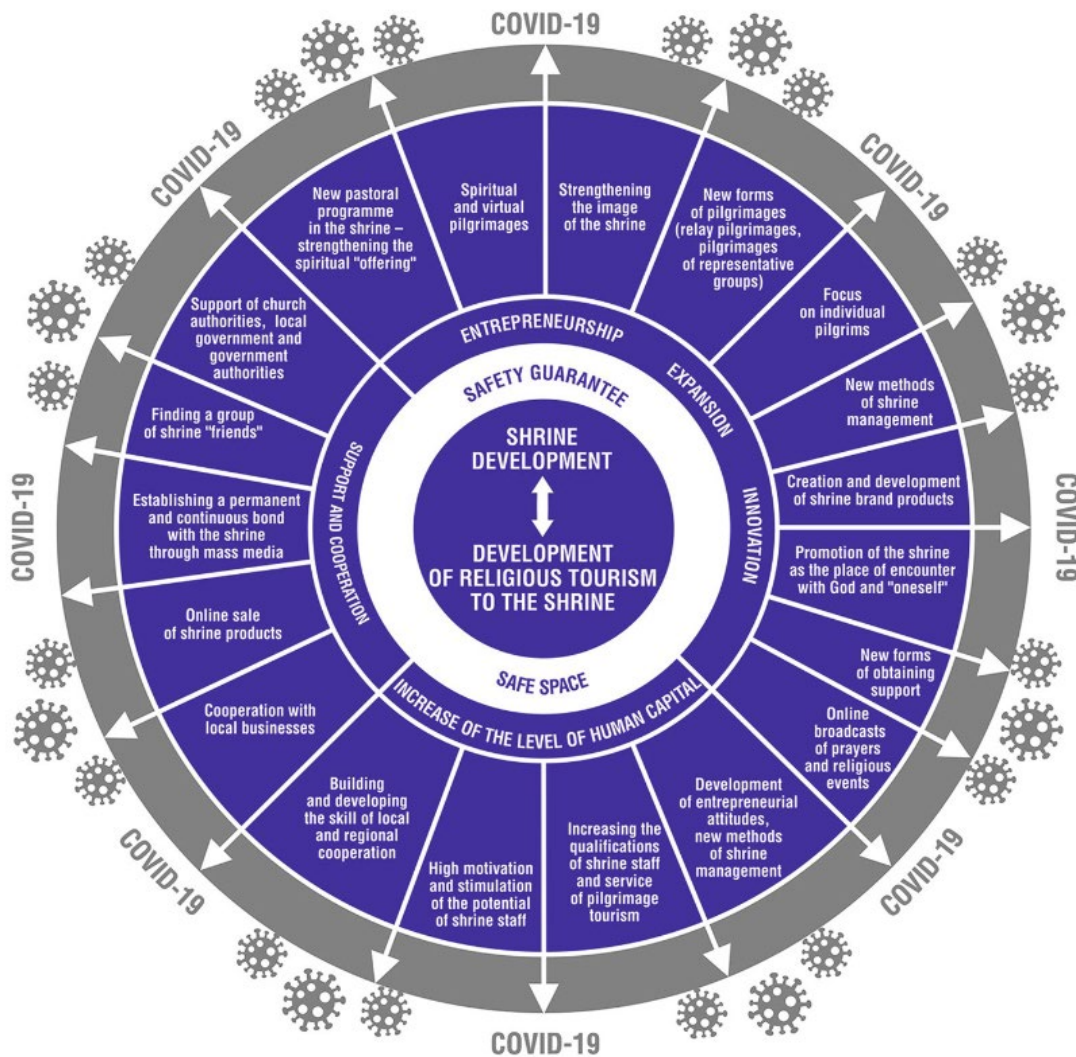 COVID-19
COVID-19
COVID-19
COVID-19
COVID-19
COVID-19
COVID-19
COVID-19
Spiritual
and virtual
pilgrimages
Strengthening
the image
of the shrine
New forms
of pilgrimages
(relay pilgrimages,
pilgrimages
of representative
groups)
Focus
on individual
pilgrims
New methods
of shrine
management
Creation and development
of shrine brand products
Promotion of the shrine
as the place of encounter
with God and "oneself"
New forms
of obtaining
support
Online
broadcasts
of prayers
and religious
events
Development
of entrepreneurial
attitudes,
new methods
of shrine
management
Increasing the
qualifications
of shrine staff
and service
of pilgrimage
tourism
High motivation
and stimulation
of the potential
of shrine staff
Building
and developing
the skill of local
and regional
cooperation
Cooperation with
local businesses
Online sale
of shrine products
Establishing a permanent
and continuous bond
with the shrine
through mass media
Finding a group
of shrine "friends"
Support of church
authorities, local
government and
government
authorities
New pastoral
programme
in the shrine –
strengthening the
spiritual "offering"
ENTREPRENEURSHIP
EXPANSION
INNOVATION
INCREASE OF THE LEVEL OF HUMAN CAPITAL
SUPPORT AND COOPERATION
SAFETY GUARANTEE
SHRINE
DEVELOPMENT
DEVELOPMENT
OF RELIGIOUS TOURISM
TO THE SHRINE
SAFE SPACE